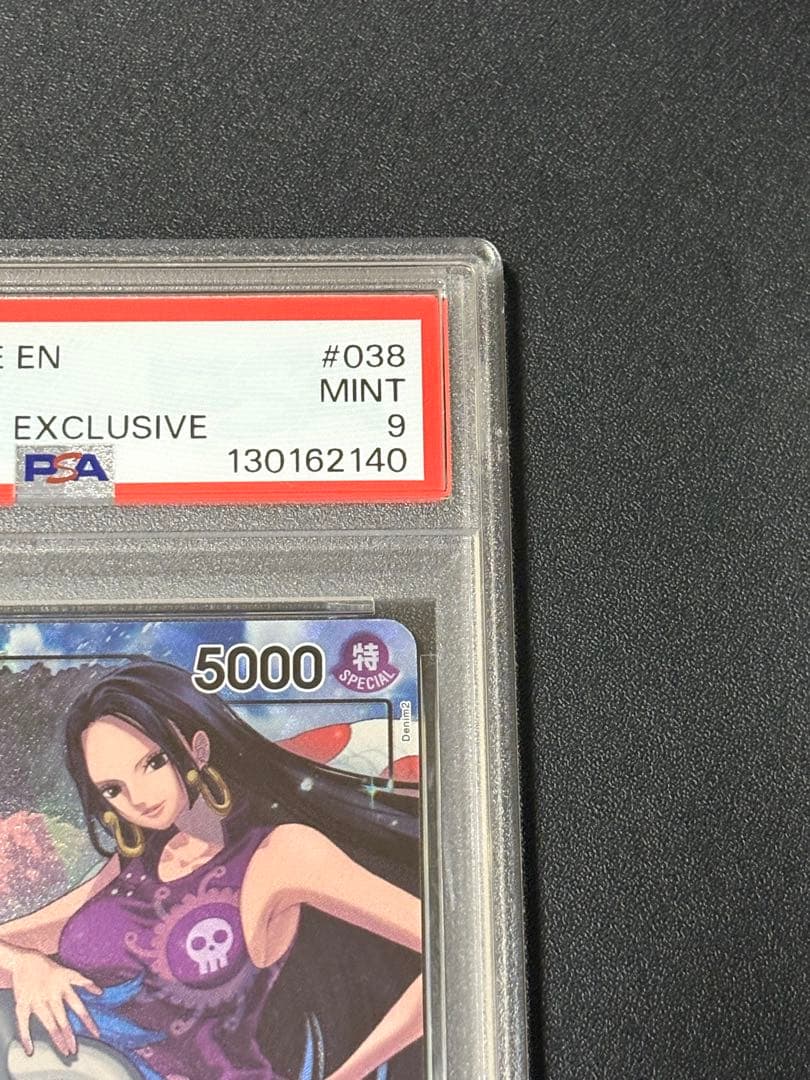 EN #038
MINT
EXCLUSIVE 9
PSA 130162140
5000 特
SPECIAL
Denim2